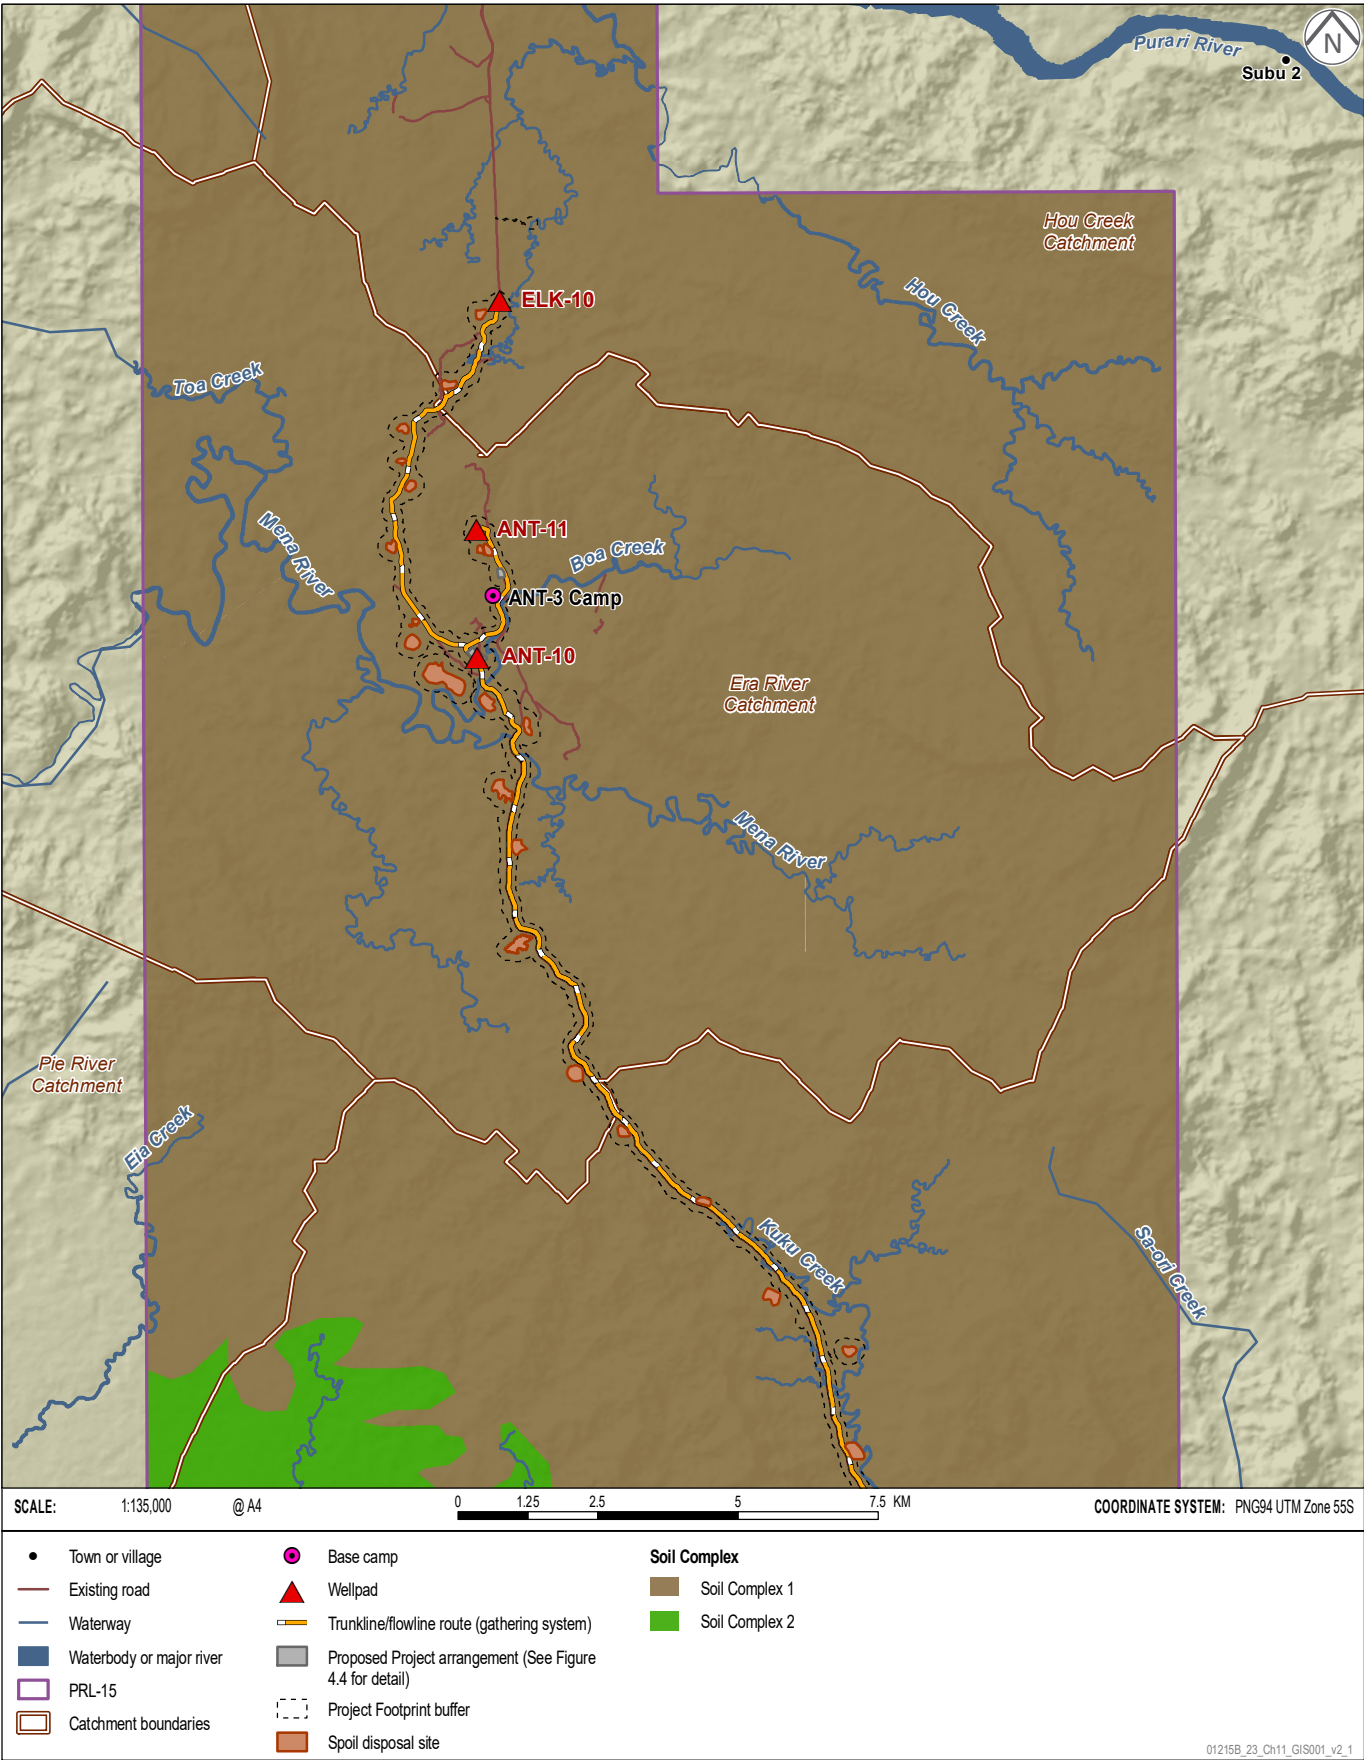 N
Purari River
Subu 2
Hou Creek
Catchment
Hou Creek
ELK-10
Toa Creek
Mena River
ANT-11
Boa Creek
ANT-3 Camp
ANT-10
Era River
Catchment
Mena River
Pie River
Catchment
Eia Creek
Kuku Creek
Sa-ori Creek
SCALE: 1:135,000 @ A4
0 1.25 2.5 5 7.5 KM
COORDINATE SYSTEM: PNG94 UTM Zone 55S
Town or village
Existing road
Waterway
Waterbody or major river
PRL-15
Catchment boundaries
Base camp
Wellpad
Trunkline/flowline route (gathering system)
Proposed Project arrangement (See Figure
4.4 for detail)
Project Footprint buffer
Spoil disposal site
Soil Complex
Soil Complex 1
Soil Complex 2
01215B_23_Ch11_GIS001_v2_1